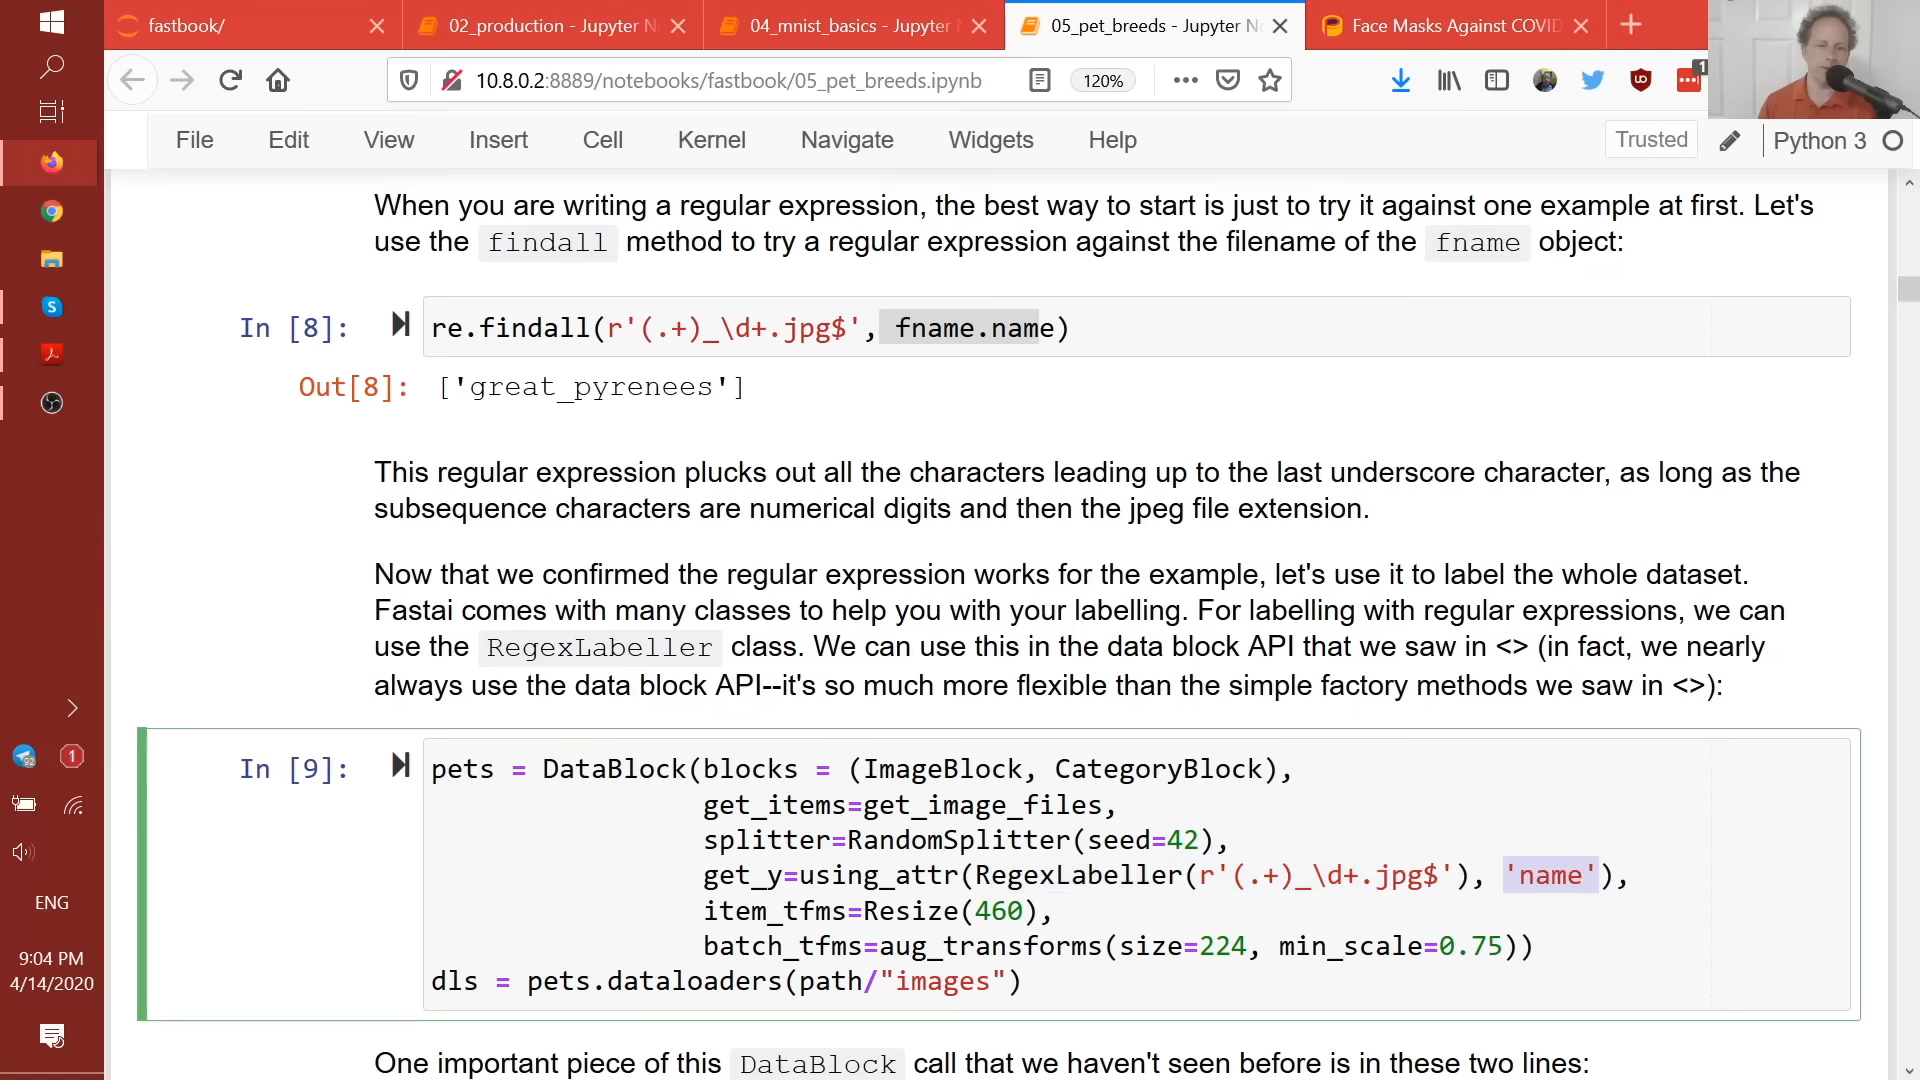 fastbook/
02_production - Jupyter N
04_mnist_basics - Jupyter
05_pet_breeds - Jupyter N
Face Masks Against COVID
10.8.0.2:8889/notebooks/fastbook/05_pet_breeds.ipynb
120%
1
File Edit View Insert Cell Kernel Navigate Widgets Help
Trusted
Python 3
When you are writing a regular expression, the best way to start is just to try it against one example at first. Let's
use the findall method to try a regular expression against the filename of the fname object:
In [8]: re.findall(r'(.+)_\d+.jpg$', fname.name)
Out[8]: ['great_pyrenees']
This regular expression plucks out all the characters leading up to the last underscore character, as long as the
subsequence characters are numerical digits and then the jpeg file extension.
Now that we confirmed the regular expression works for the example, let's use it to label the whole dataset.
Fastai comes with many classes to help you with your labelling. For labelling with regular expressions, we can
use the RegexLabeller class. We can use this in the data block API that we saw in <> (in fact, we nearly
always use the data block API--it's so much more flexible than the simple factory methods we saw in <>):
In [9]: pets = DataBlock(blocks = (ImageBlock, CategoryBlock),
get_items=get_image_files,
splitter=RandomSplitter(seed=42),
get_y=using_attr(RegexLabeller(r'(.+)_\d+.jpg$'), 'name'),
item_tfms=Resize(460),
batch_tfms=aug_transforms(size=224, min_scale=0.75))
dls = pets.dataloaders(path/"images")
One important piece of this DataBlock call that we haven't seen before is in these two lines:
92
1
ENG
9:04 PM
4/14/2020